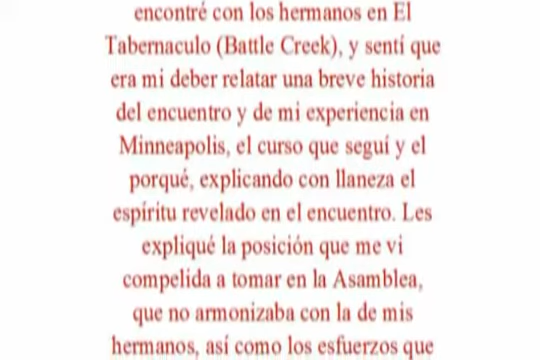 encontré con los hermanos en El
Tabernaculo (Battle Creek), y sentí que
era mi deber relatar una breve historia
del encuentro y de mi experiencia en
Minneapolis, el curso que seguí y el
porqué, explicando con llaneza el
espíritu revelado en el encuentro. Les
expliqué la posición que me vi
compelida a tomar en la Asamblea,
que no armonizaba con la de mis
hermanos, así como los esfuerzos que